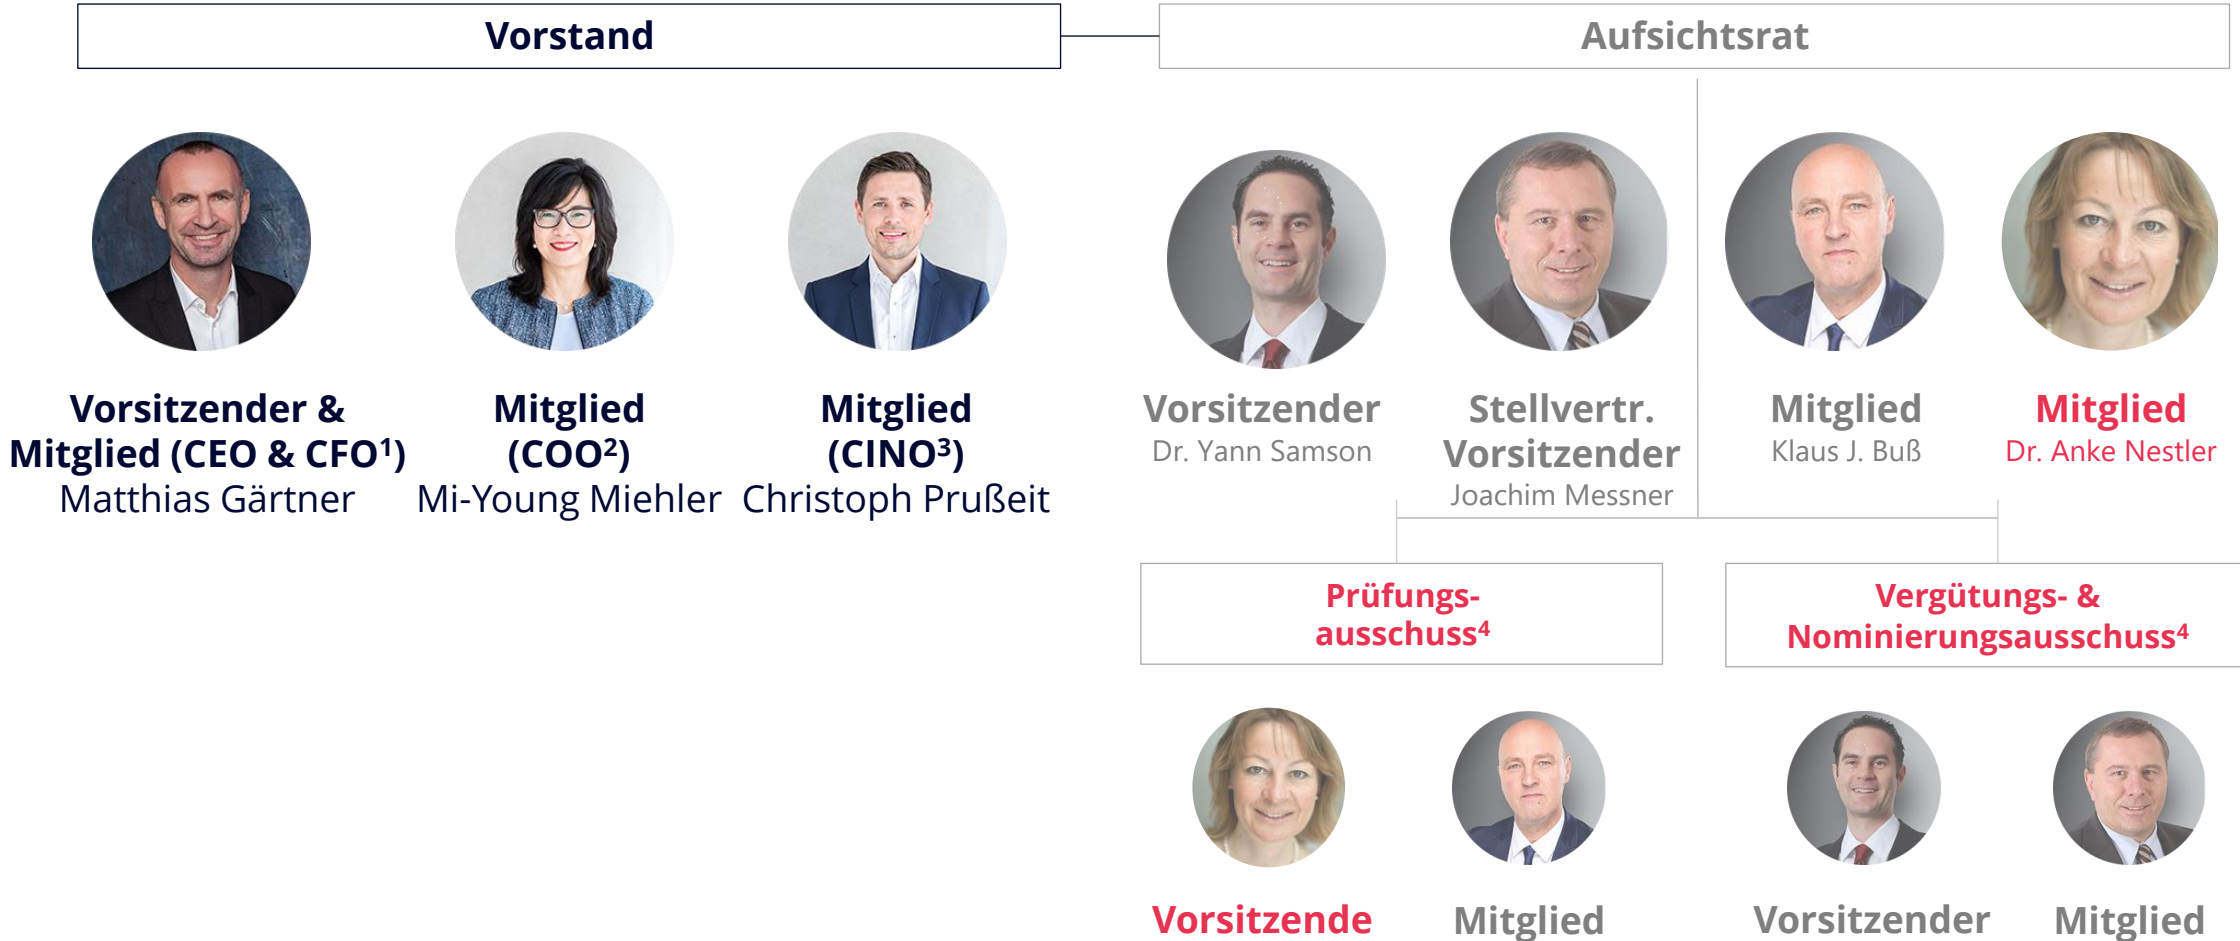 Vorstand
Aufsichtsrat
Vorsitzender &
Mitglied (CEO & CFO¹)
Matthias Gärtner
Mitglied
(COO²)
Mi-Young Miehler
Mitglied
(CINO³)
Christoph Prußeit
Vorsitzender
Dr. Yann Samson
Stellvertr.
Vorsitzender
Joachim Messner
Mitglied
Klaus J. Buß
Mitglied
Dr. Anke Nestler
Prüfungs-
ausschuss⁴
Vergütungs- &
Nominierungsausschuss⁴
Vorsitzende
Mitglied
Vorsitzender
Mitglied